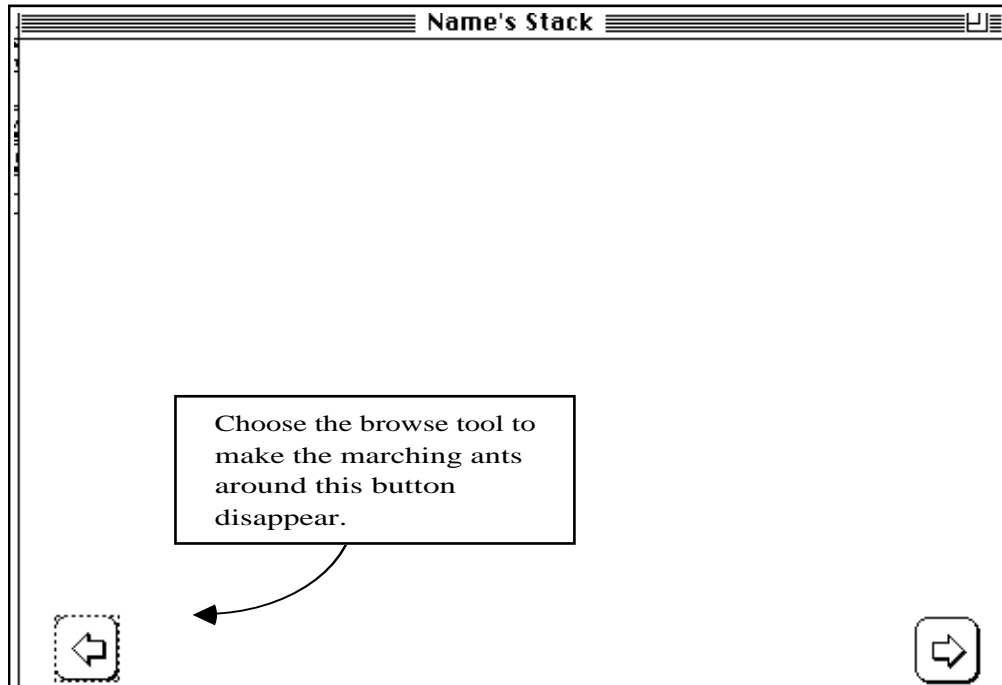 Name's Stack
Choose the browse tool to
make the marching ants
around this button
disappear.